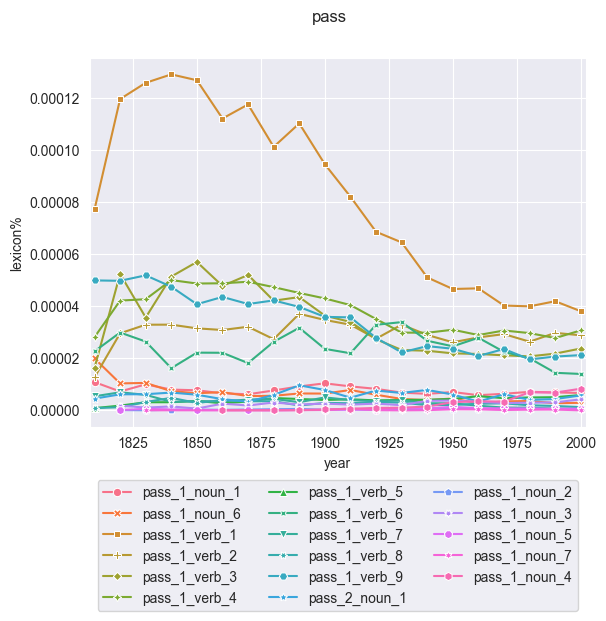 pass
0.00012
0.00010
0.00008
0.00006
0.00004
0.00002
0.00000
lexicon%
1825 1850 1875 1900 1925 1950 1975 2000
year
pass_1_noun_1 pass_1_verb_5 pass_1_noun_2
pass_1_noun_6 pass_1_verb_6 pass_1_noun_3
pass_1_verb_1 pass_1_verb_7 pass_1_noun_5
pass_1_verb_2 pass_1_verb_8 pass_1_noun_7
pass_1_verb_3 pass_1_verb_9 pass_1_noun_4
pass_1_verb_4 pass_2_noun_1